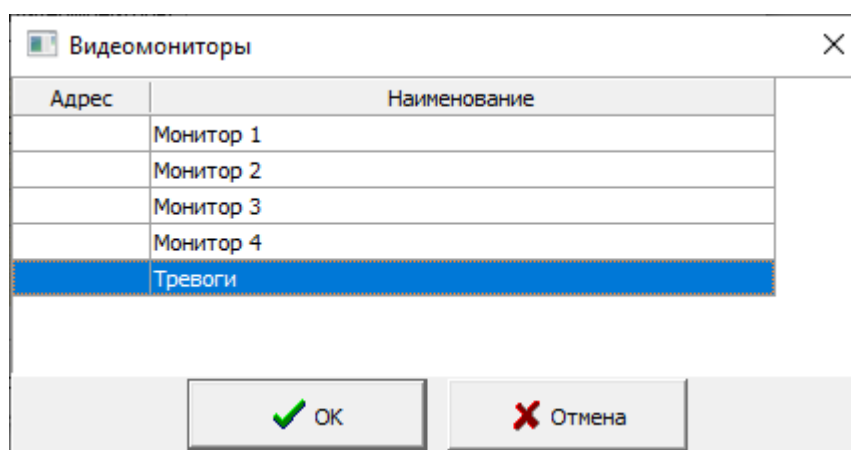 Видеомониторы
Адрес Наименование
Монитор 1
Монитор 2
Монитор 3
Монитор 4
Тревоги
OK Отмена